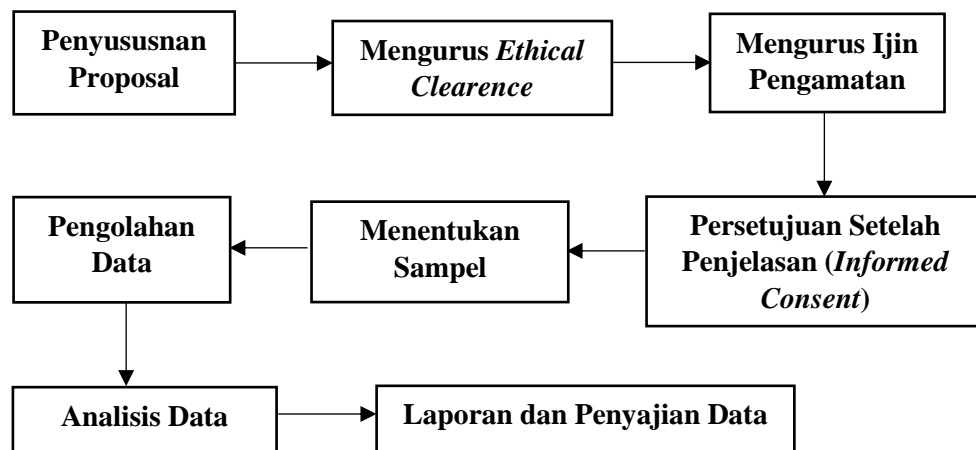 Penyususnan
Proposal
Mengurus Ethical
Clearence
Mengurus Ijin
Pengamatan
Persetujuan Setelah
Penjelasan (Informed
Consent)
Menentukan
Sampel
Pengolahan
Data
Analisis Data
Laporan dan Penyajian Data